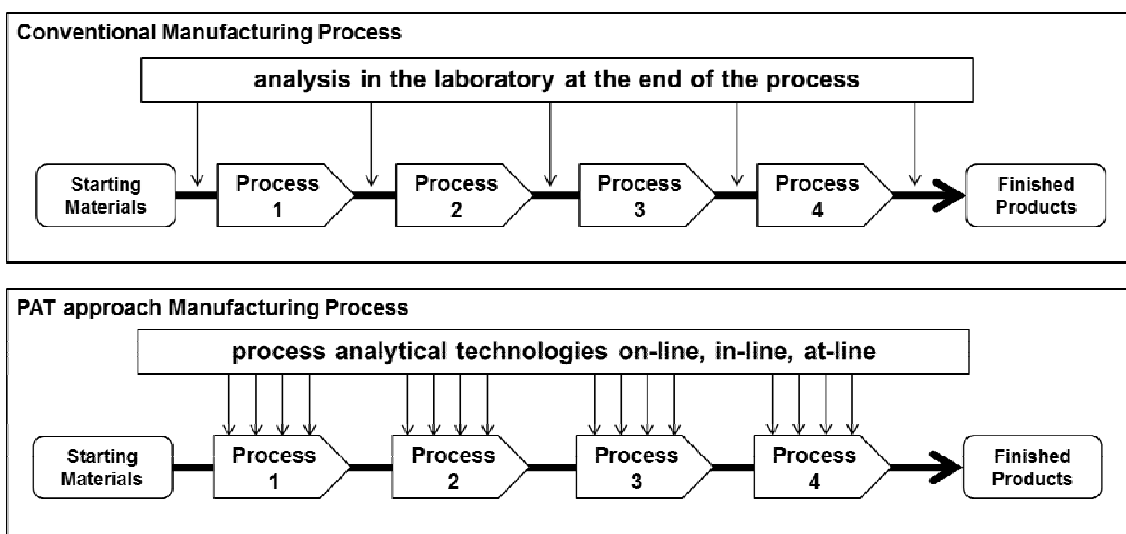 Conventional Manufacturing Process
analysis in the laboratory at the end of the process
Starting
Materials
Process
1
Process
2
Process
3
Process
4
Finished
Products
PAT approach Manufacturing Process
process analytical technologies on-line, in-line, at-line
Starting
Materials
Process
1
Process
2
Process
3
Process
4
Finished
Products